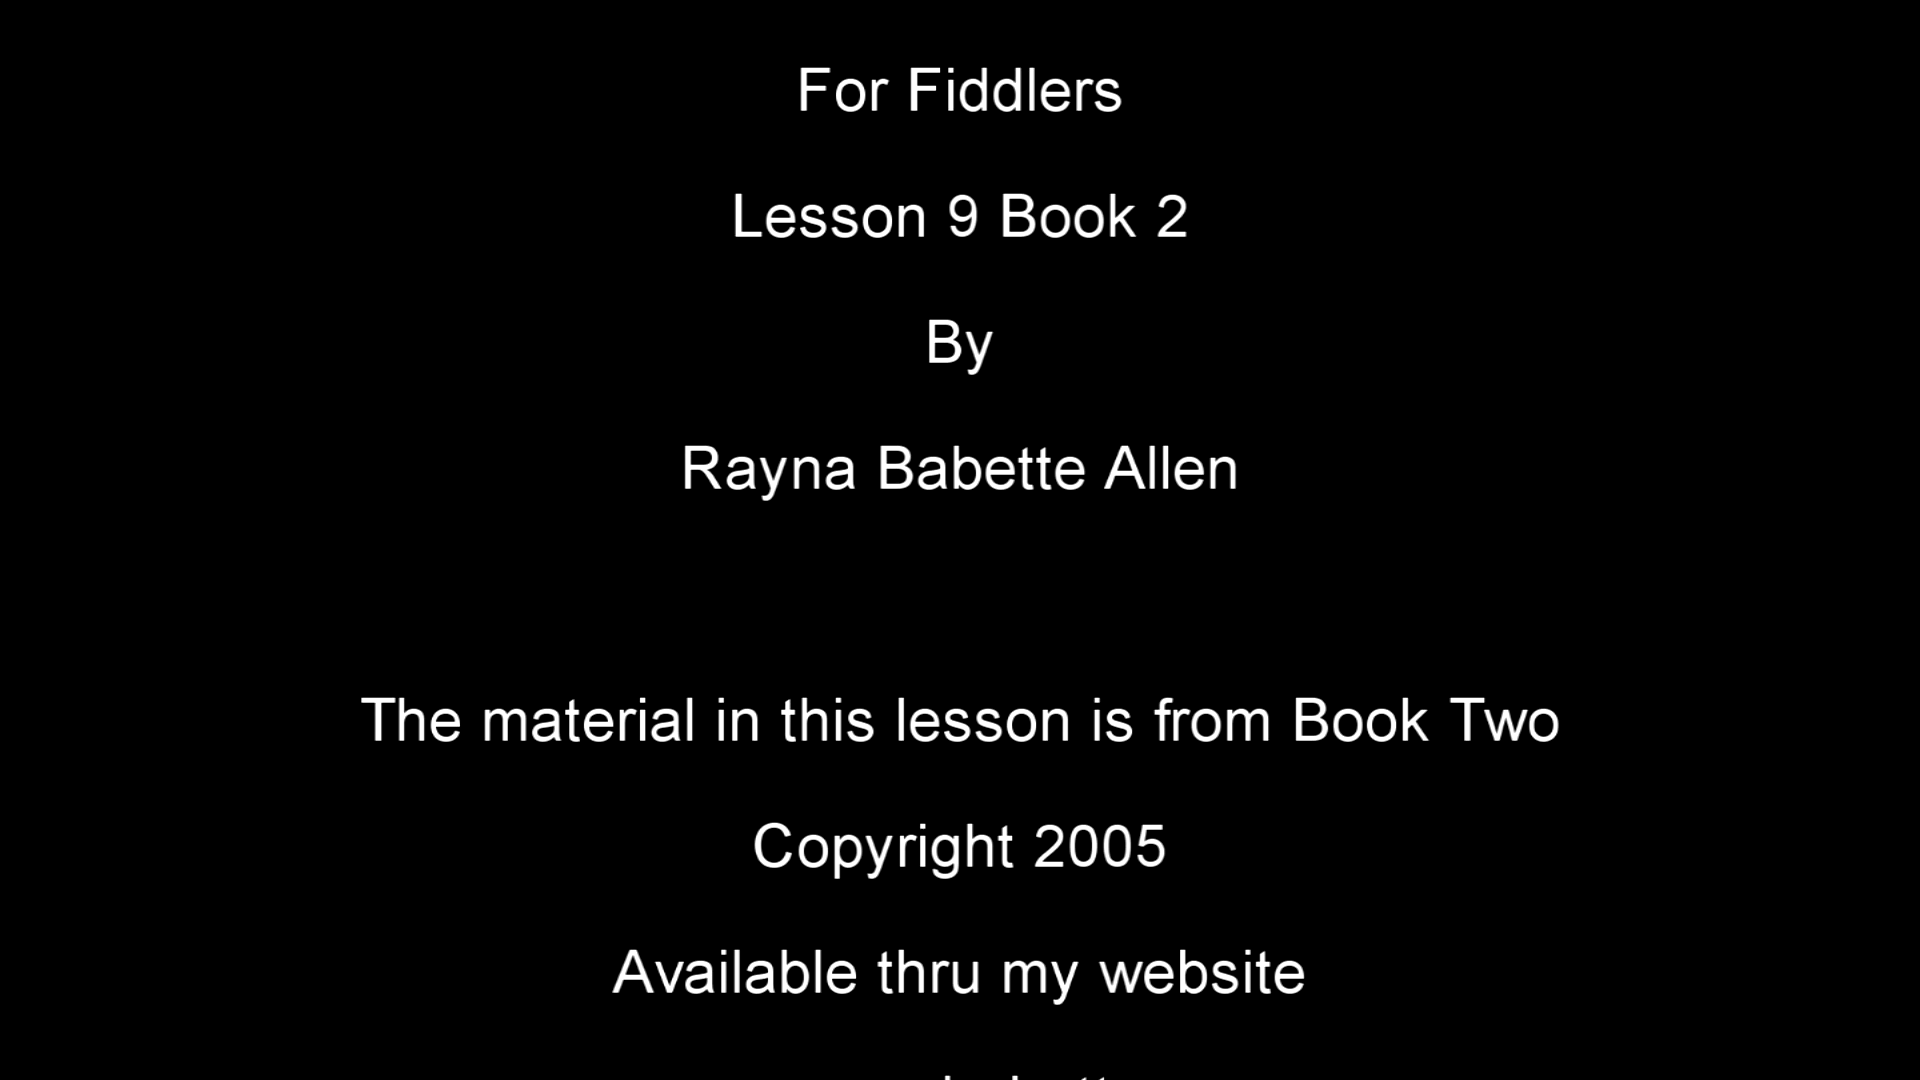 For Fiddlers
Lesson 9 Book 2
By
Rayna Babette Allen
The material in this lesson is from Book Two
Copyright 2005
Available thru my website